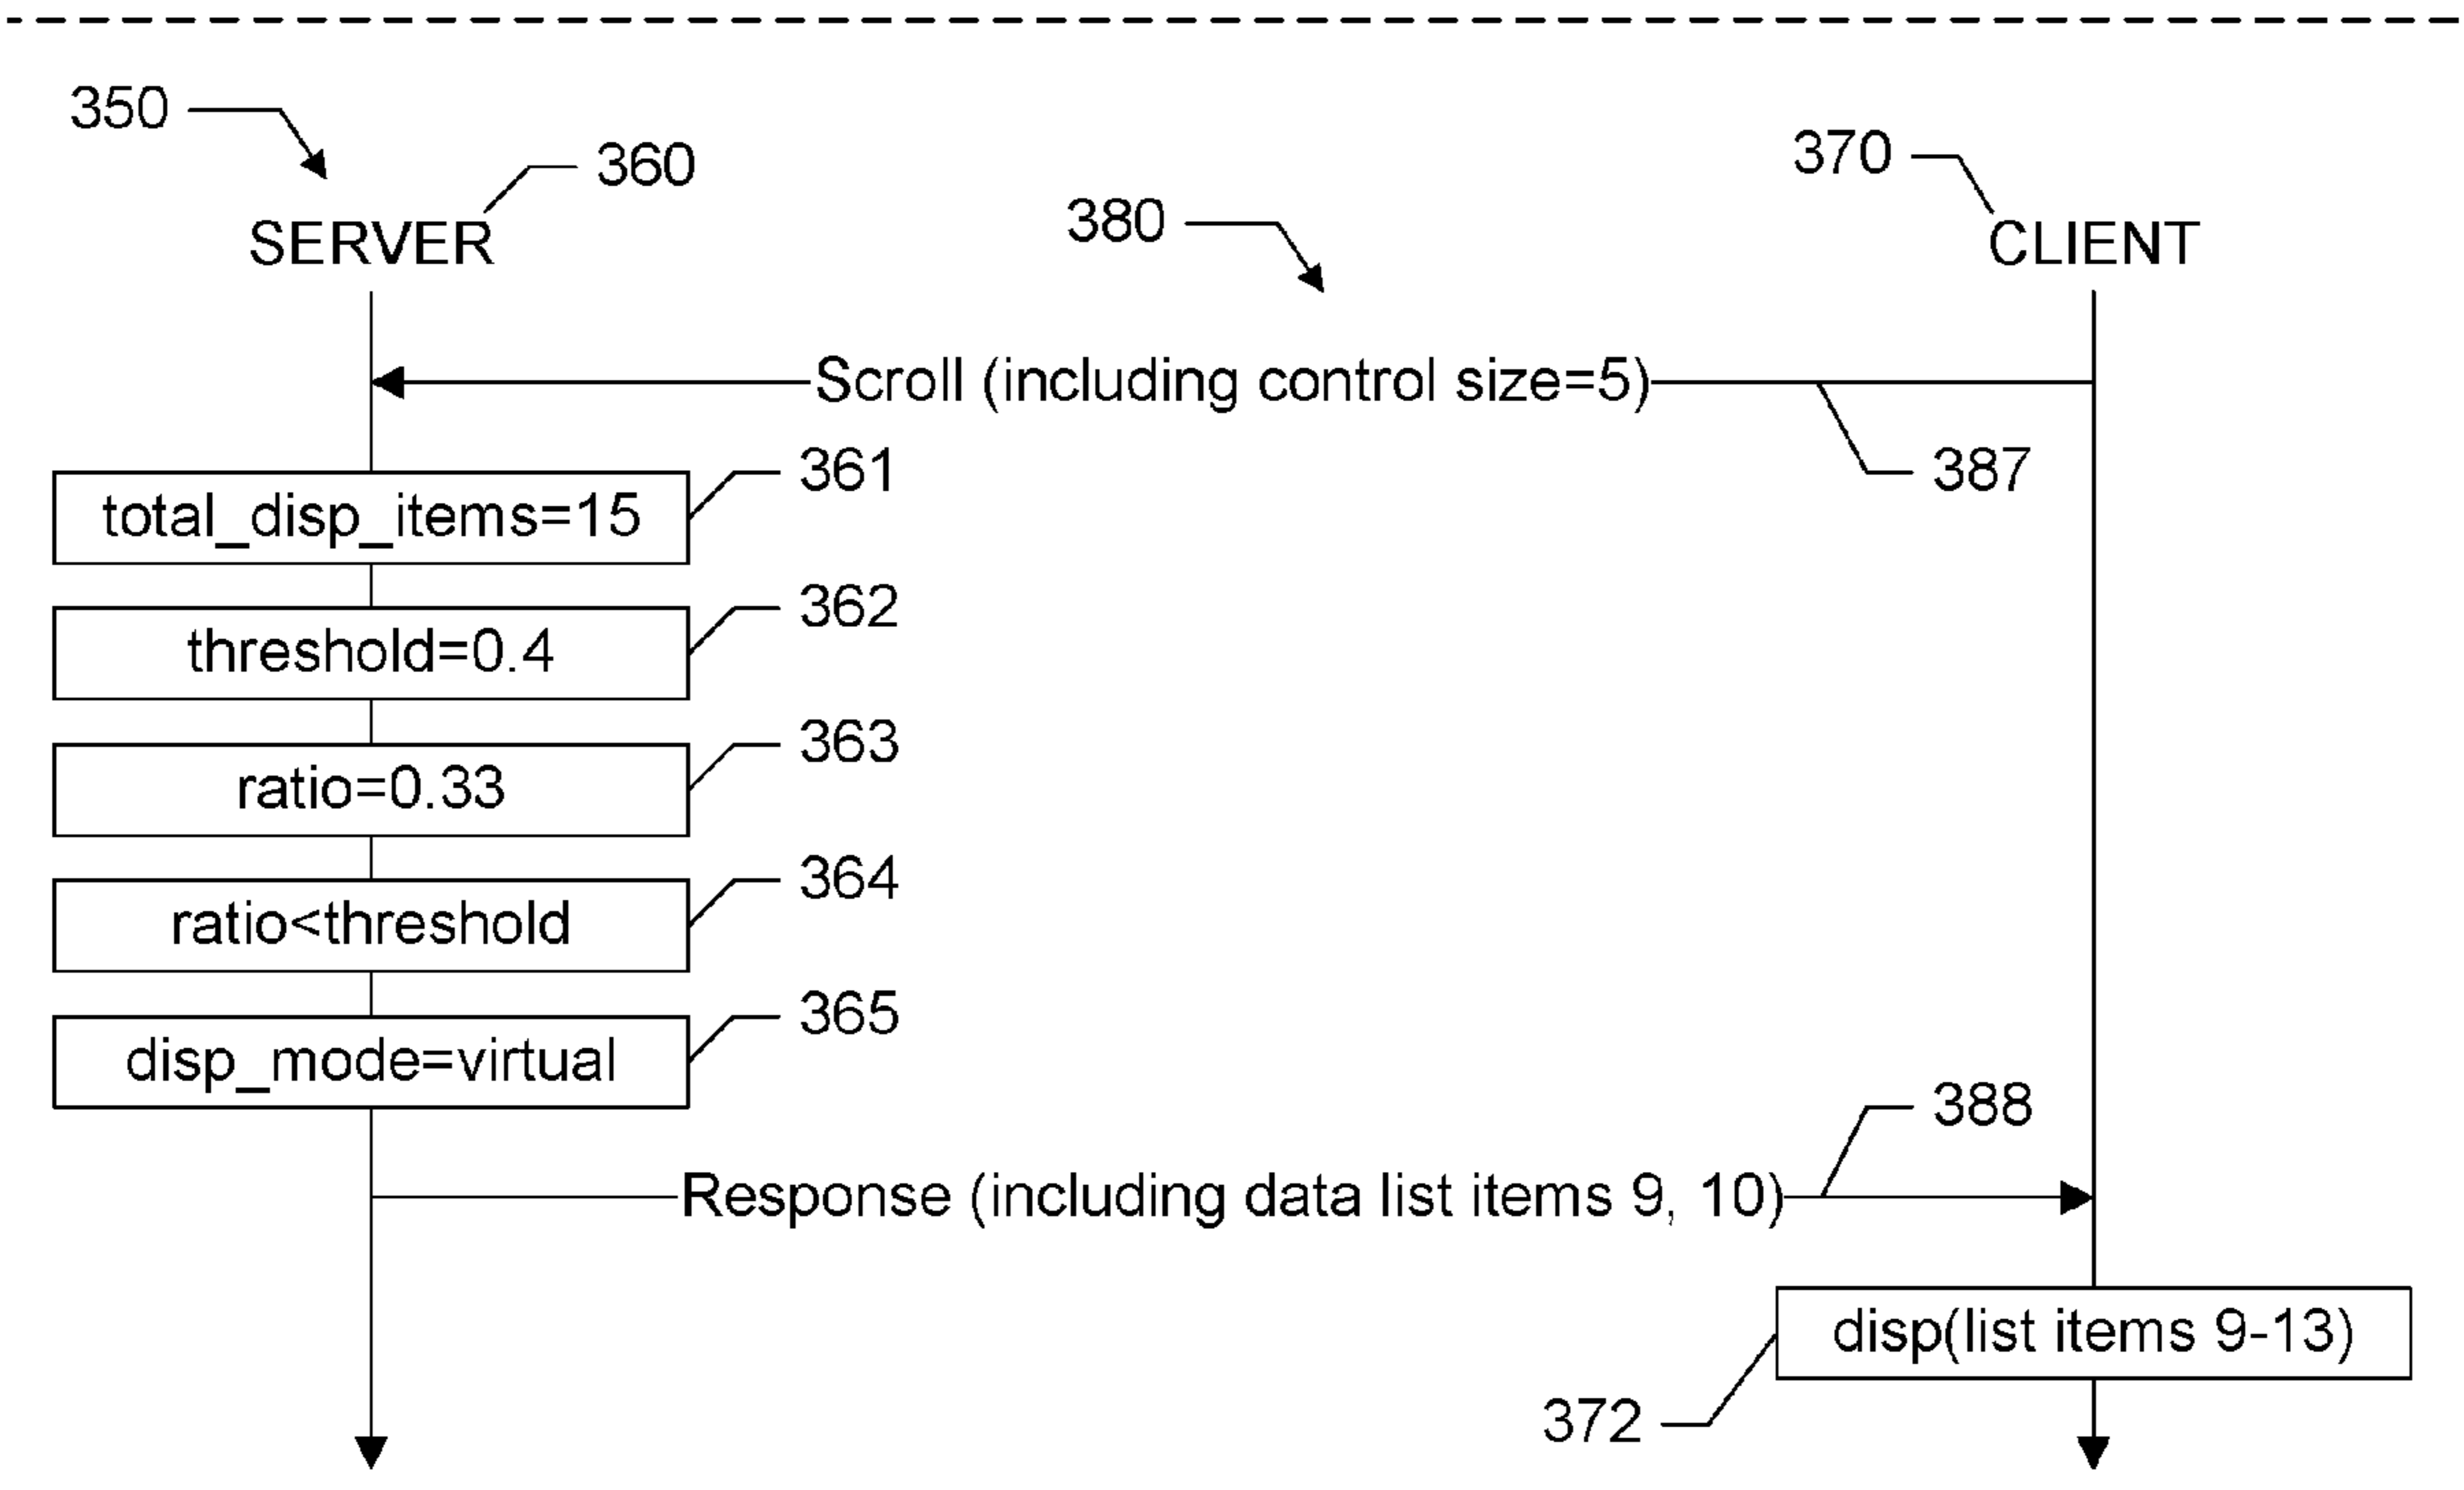 350
360
370
380
SERVER
CLIENT
Scroll (including control size=5)
387
361
total_disp_items=15
362
threshold=0.4
363
ratio=0.33
364
ratio<threshold
365
disp_mode=virtual
388
Response (including data list items 9, 10)
disp(list items 9-13)
372